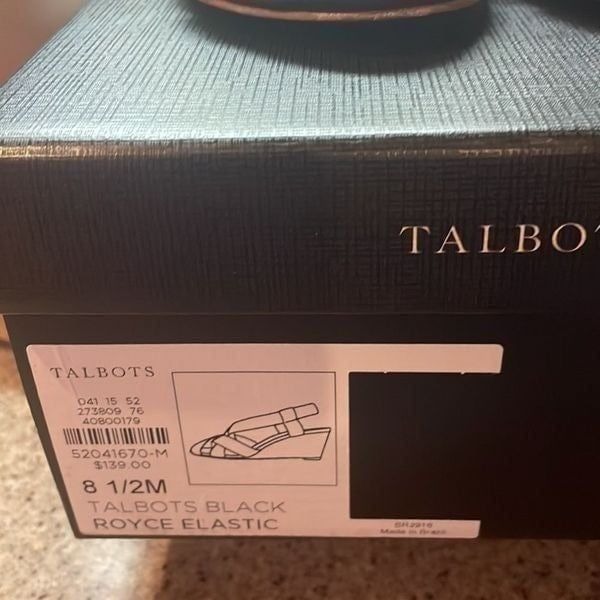 TALBO
TALBOTS
041 15 52
273809 76
40800179
52041670-M
$139.00
8 1/2M
TALBOTS BLACK
ROYCE ELASTIC
Made in Brazil